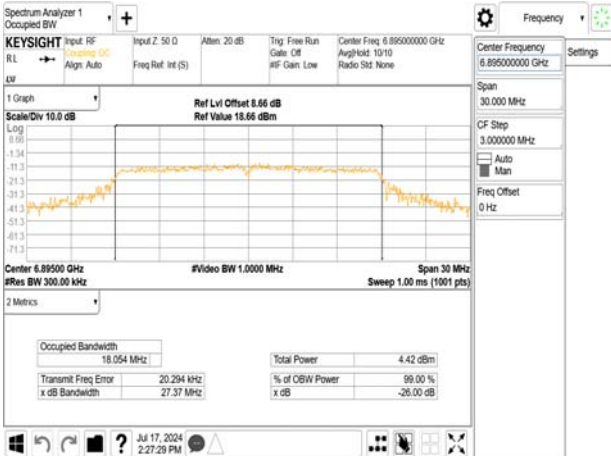 Spectrum Analyzer 1
Occupied BW
KEYSIGHT
RL
Input: RF
Coupling: DC
Align: Auto
Input Z: 50 Ω
Freq Ref: Int (S)
Atten: 20 dB
Trig: Free Run
Gate: Off
#IF Gain: Low
Center Freq: 6.895000000 GHz
Avg|Hold: 10/10
Radio Std: None
LXI
1 Graph
Scale/Div 10.0 dB
Ref Lvl Offset 8.66 dB
Ref Value 18.66 dBm
Log
8.66
-1.34
-11.3
-21.3
-31.3
-41.3
-51.3
-61.3
-71.3
Center 6.89500 GHz
#Video BW 1.0000 MHz
Span 30 MHz
#Res BW 300.00 kHz
Sweep 1.00 ms (1001 pts)
2 Metrics
Occupied Bandwidth
18.054 MHz
Total Power
4.42 dBm
Transmit Freq Error
20.294 kHz
% of OBW Power
99.00 %
x dB Bandwidth
27.37 MHz
x dB
-26.00 dB
Jul 17, 2024
2:27:29 PM
Frequency
Settings
Center Frequency
6.895000000 GHz
Span
30.000 MHz
CF Step
3.000000 MHz
Auto
Man
Freq Offset
0 Hz